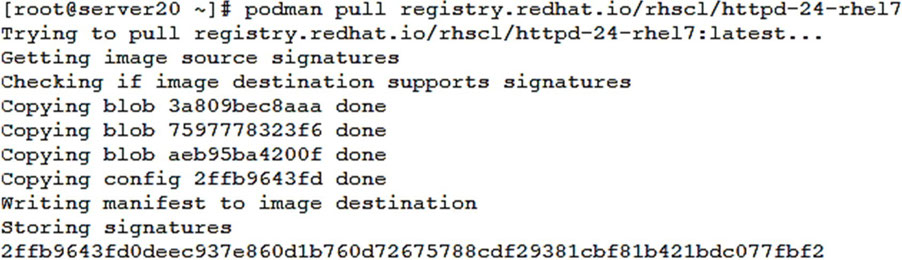 [root@server20 ~]# podman pull registry.redhat.io/rhscl/httpd-24-rhel7
Trying to pull registry.redhat.io/rhscl/httpd-24-rhel7:latest...
Getting image source signatures
Checking if image destination supports signatures
Copying blob 3a809bec8aaa done
Copying blob 7597778323f6 done
Copying blob aeb95ba4200f done
Copying config 2ffb9643fd done
Writing manifest to image destination
Storing signatures
2ffb9643fd0deec937e860d1b760d72675788cdf29381cbf81b421bdc077fbf2